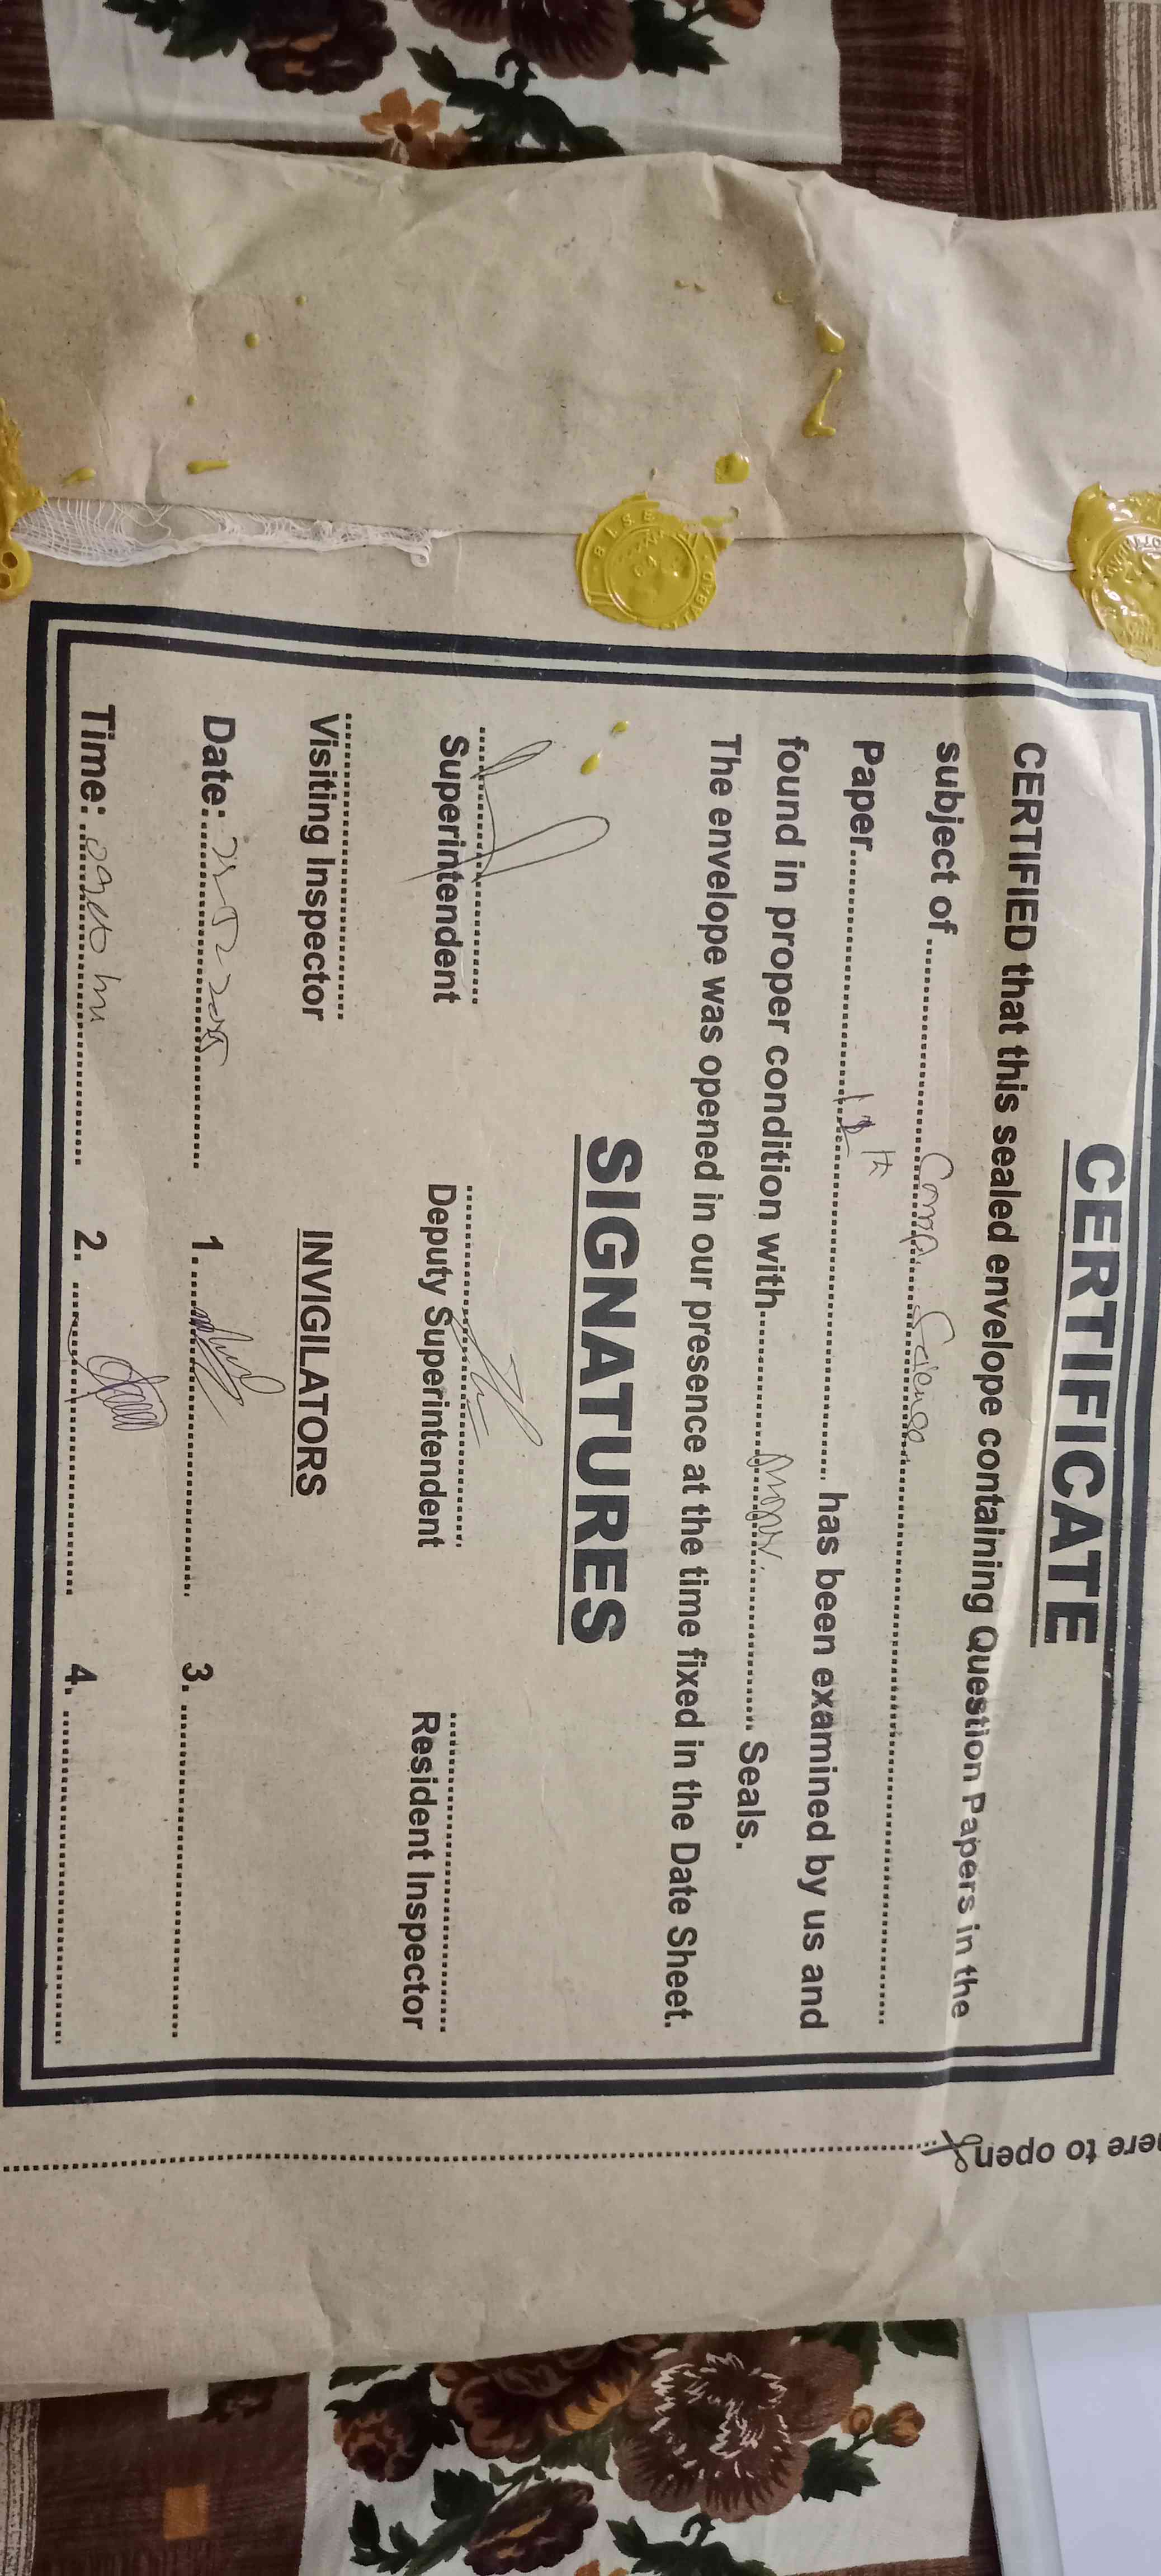 CERTIFICATE
CERTIFIED that this sealed envelope containing Question Papers in the
subject of Comp. Science
Paper has been examined by us and
found in proper condition with proper Seals.
The envelope was opened in our presence at the time fixed in the Date Sheet.
SIGNATURES
Superintendent Deputy Superintendent Resident Inspector
Visiting Inspector INVIGILATORS
Date: 1. 3.
Time: 2. 4.
ere to open